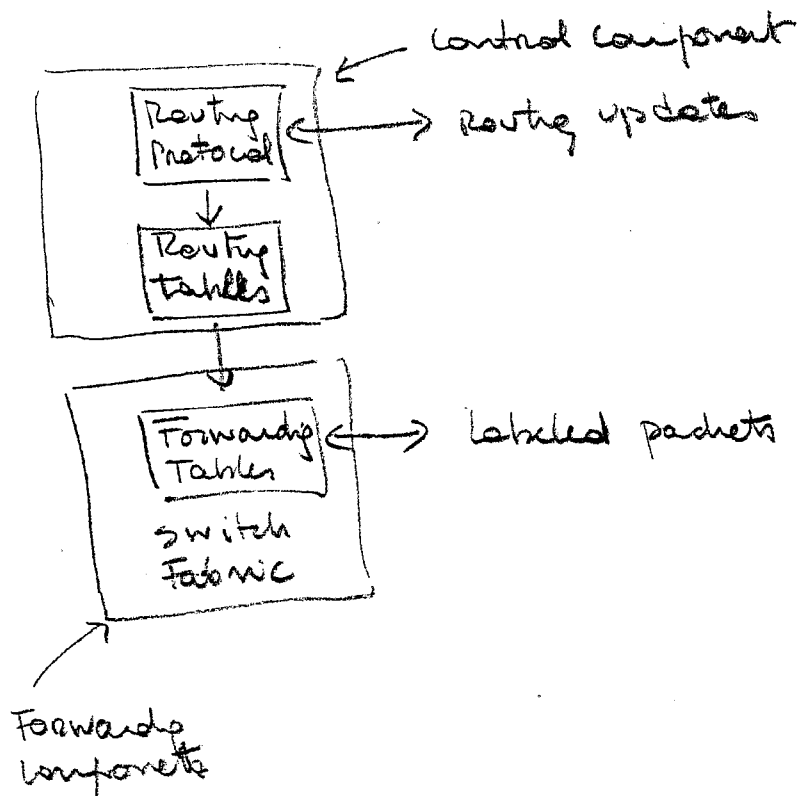 Control component
Routing
Protocol
Routing updates
Routing
tables
Forwarding
Tables
Labeled packets
switch
Fabric
Forwarding
components